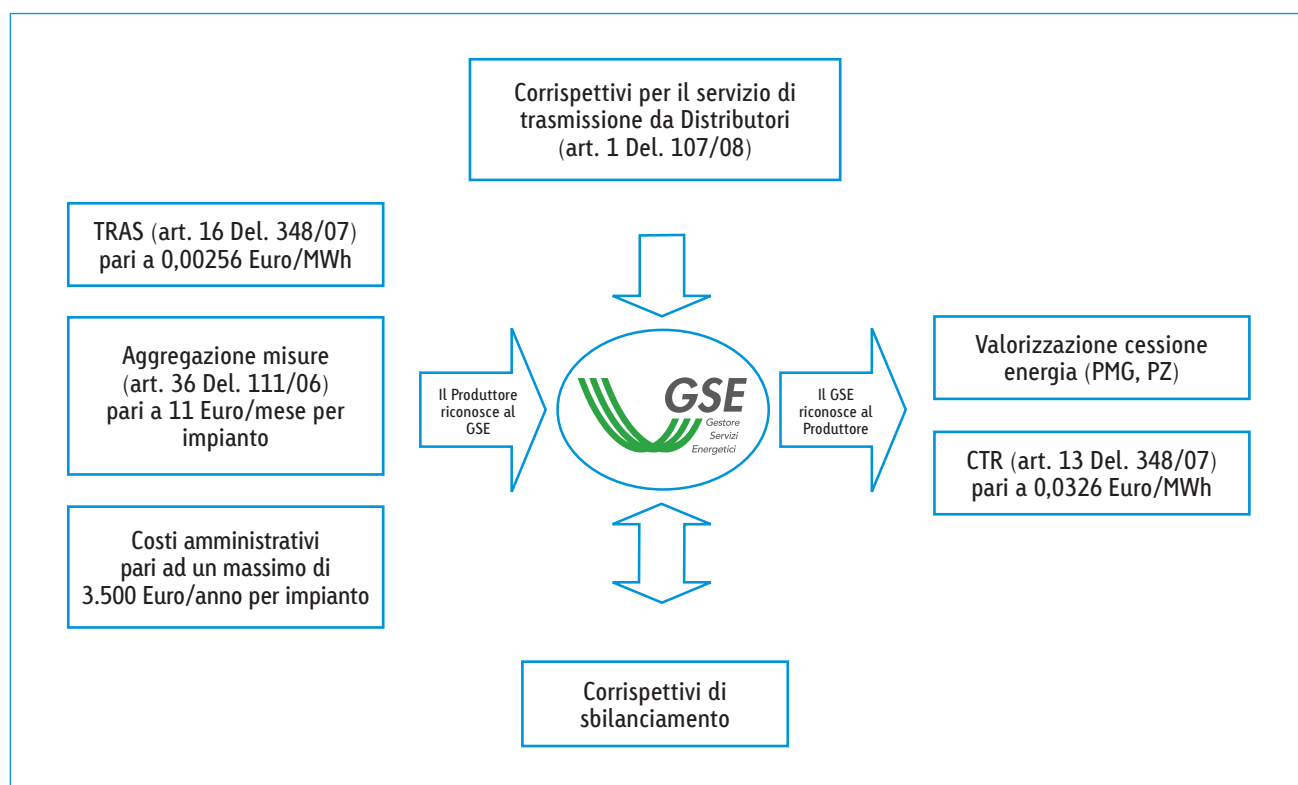 Corrispettivi per il servizio di
trasmissione da Distributori
(art. 1 Del. 107/08)
TRAS (art. 16 Del. 348/07)
pari a 0,00256 Euro/MWh
Aggregazione misure
(art. 36 Del. 111/06)
pari a 11 Euro/mese per
impianto
Costi amministrativi
pari ad un massimo di
3.500 Euro/anno per impianto
Il Produttore
riconosce al
GSE
GSE
Gestore
Servizi
Energetici
Il GSE
riconosce al
Produttore
Valorizzazione cessione
energia (PMG, PZ)
CTR (art. 13 Del. 348/07)
pari a 0,0326 Euro/MWh
Corrispettivi di
sbilanciamento